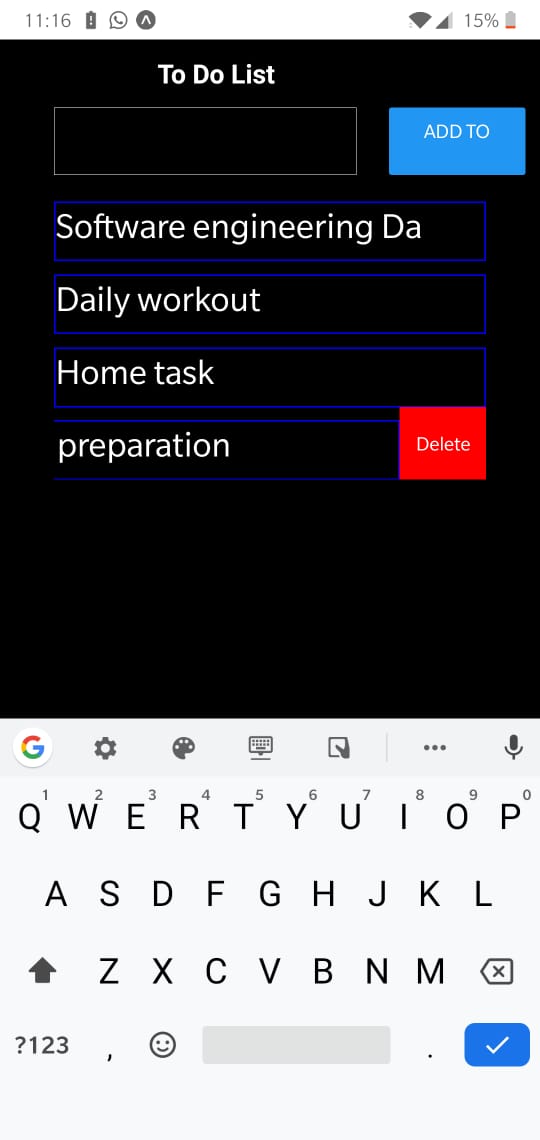 11:16
15%
To Do List
ADD TO
Software engineering Da
Daily workout
Home task
preparation
Delete
G
1 2 3 4 5 6 7 8 9 0
Q W E R T Y U I O P
A S D F G H J K L
Z X C V B N M
?123 , .